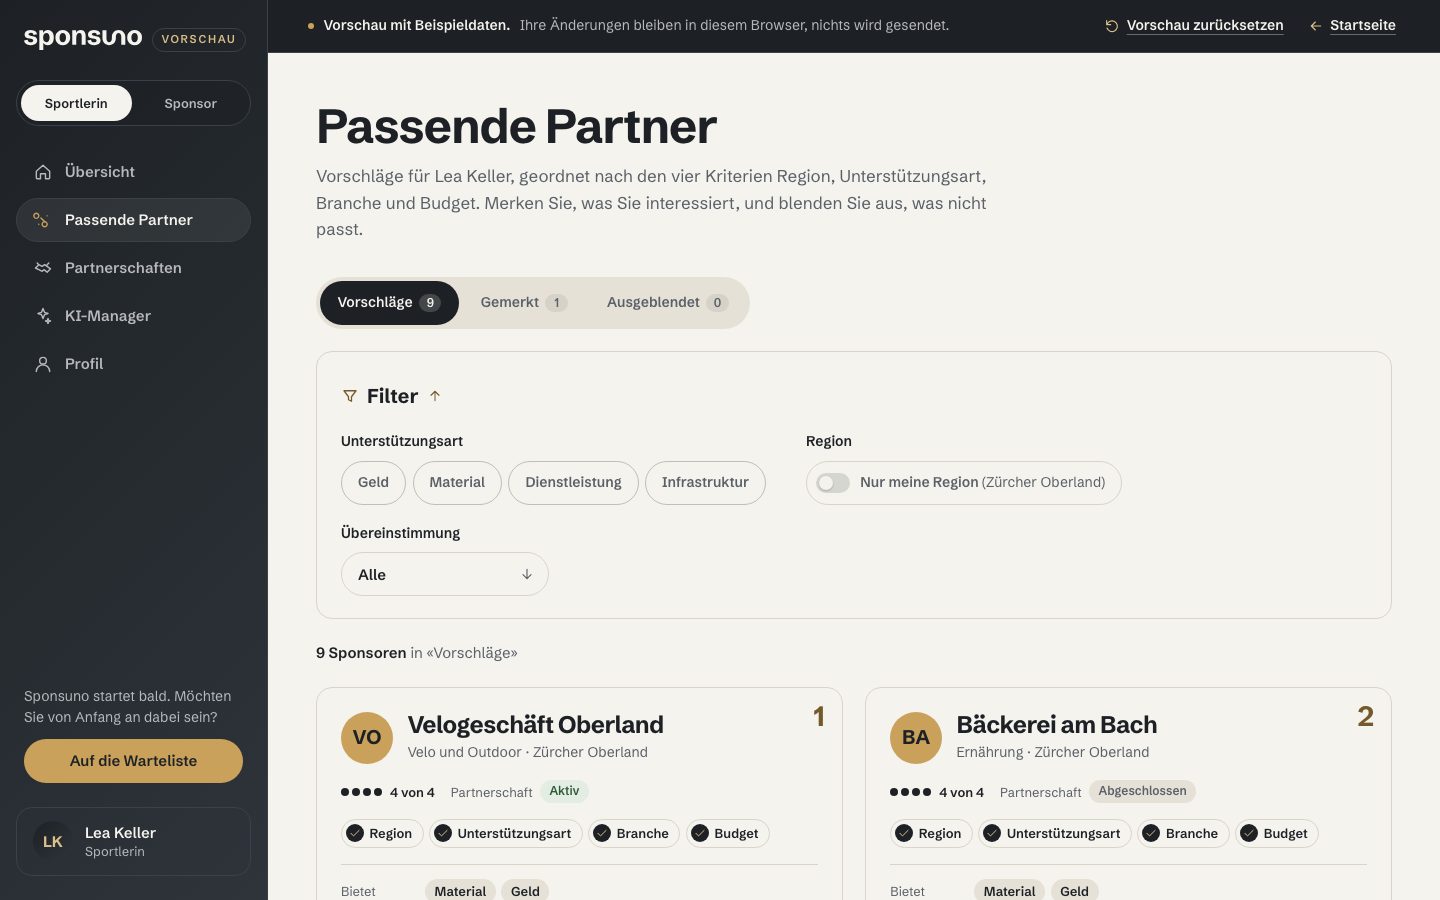 sponsuno VORSCHAU
Sportlerin Sponsor
Übersicht
Passende Partner
Partnerschaften
KI-Manager
Profil
Sponsuno startet bald. Möchten
Sie von Anfang an dabei sein?
Auf die Warteliste
LK Lea Keller
Sportlerin
Vorschau mit Beispieldaten. Ihre Änderungen bleiben in diesem Browser, nichts wird gesendet. Vorschau zurücksetzen ← Startseite
Passende Partner
Vorschläge für Lea Keller, geordnet nach den vier Kriterien Region, Unterstützungsart,
Branche und Budget. Merken Sie, was Sie interessiert, und blenden Sie aus, was nicht
passt.
Vorschläge 9 Gemerkt 1 Ausgeblendet 0
Filter ↑
Unterstützungsart Region
Geld Material Dienstleistung Infrastruktur Nur meine Region (Zürcher Oberland)
Übereinstimmung
Alle ↓
9 Sponsoren in «Vorschläge»
VO Velogeschäft Oberland 1
Velo und Outdoor · Zürcher Oberland
4 von 4 Partnerschaft Aktiv
Region Unterstützungsart Branche Budget
Bietet Material Geld
BA Bäckerei am Bach 2
Ernährung · Zürcher Oberland
4 von 4 Partnerschaft Abgeschlossen
Region Unterstützungsart Branche Budget
Bietet Material Geld